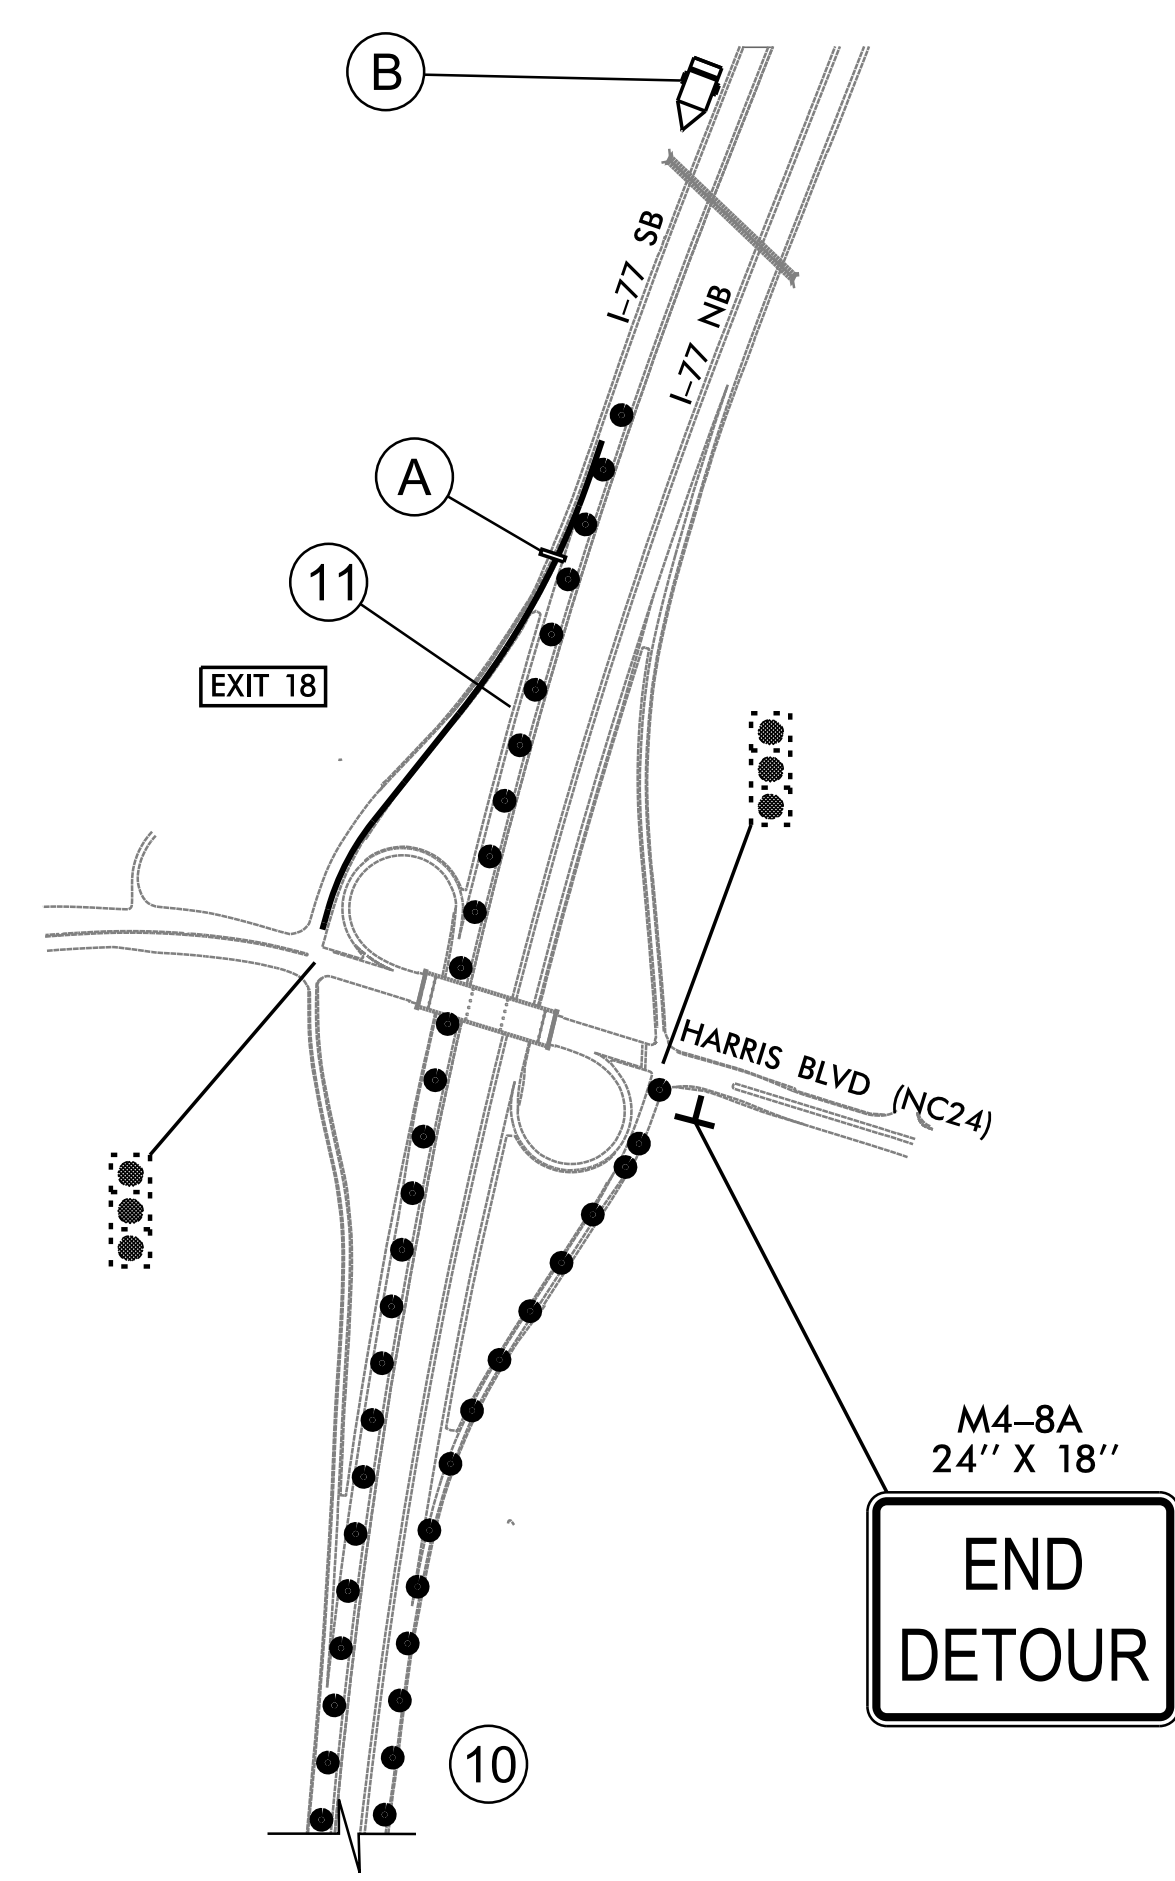 B
I-77 SB
I-77 NB
A
11
EXIT 18
HARRIS BLVD (NC24)
M4-8A
24'' X 18''
END
DETOUR
10